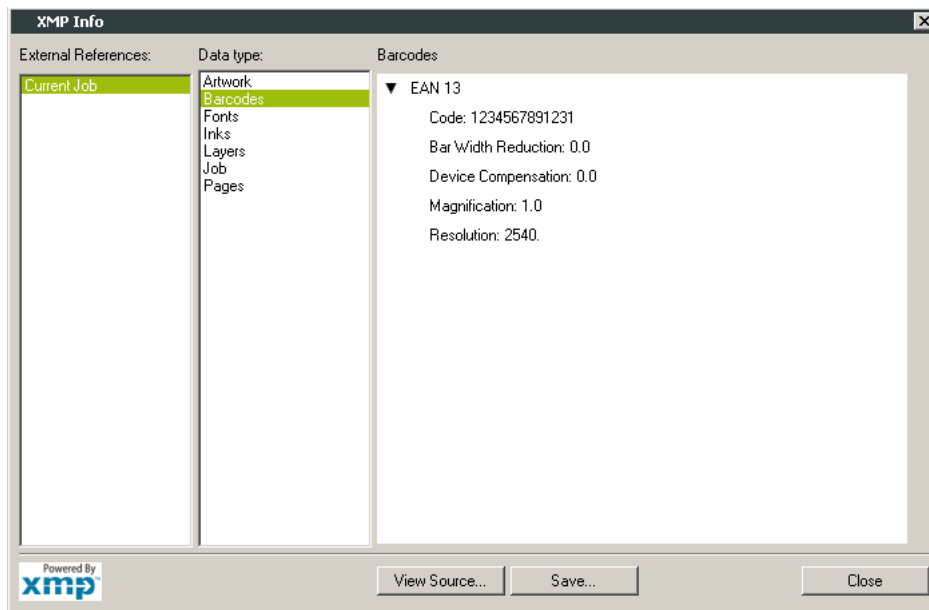 XMP Info
External References:
Data type:
Barcodes
Current Job
Artwork
Barcodes
Fonts
Inks
Layers
Job
Pages
▼ EAN 13
Code: 1234567891231
Bar Width Reduction: 0.0
Device Compensation: 0.0
Magnification: 1.0
Resolution: 2540.
Powered By
xmp™
View Source...
Save...
Close